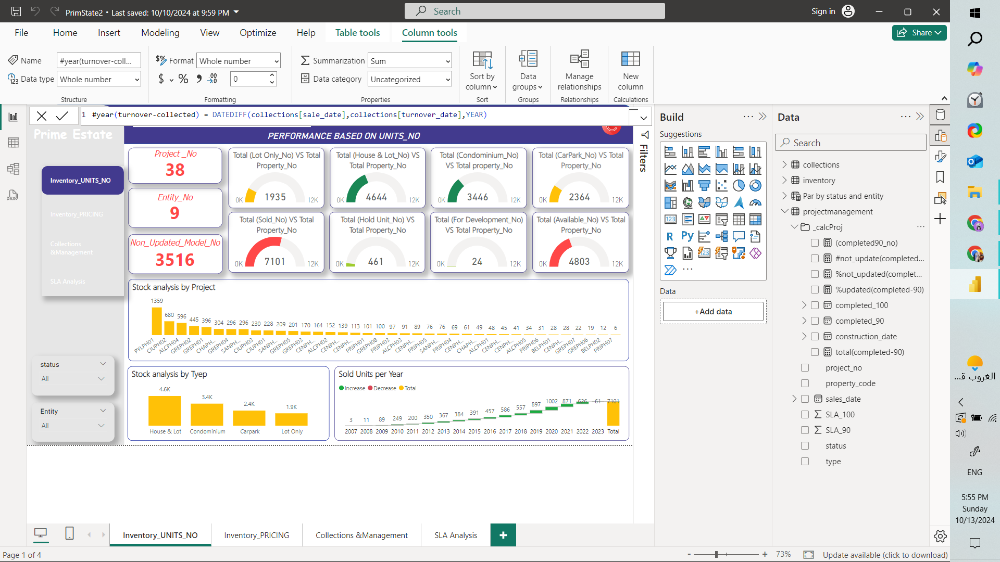 PrimState2 • Last saved: 10/10/2024 at 9:59 PM
Search
Sign in
File Home Insert Modeling View Optimize Help Table tools Column tools
Share
Name #year(turnover-coll...
Data type Whole number
Structure
Format Whole number
$ % 0
Formatting
Summarization Sum
Data category Uncategorized
Properties
Sort by column
Sort
Data groups
Groups
Manage relationships
Relationships
New column
Calculations
1 #year(turnover-collected) = DATEDIFF(collections[sale_date],collections[turnover_date],YEAR)
Prime Estate
PERFORMANCE BASED ON UNITS_NO
Inventory_UNITS_NO
Inventory_PRICING
Collections
&Management
SLA Analysis
status
All
Entity
All
Project _No
38
Entity_No
9
Non_Updated_Model_No
3516
Total (Lot Only_No) VS Total Property_No
0K 1935 12K
Total (House & Lot_No) VS Total Property_No
0K 4644 12K
Total (Condominium_No) VS Total property_No
0K 3446 12K
Total (CarPark_No) VS Total Property_No
0K 2364 12K
Total (Sold_No) VS Total Property_No
0K 7101 12K
Total (Hold Unit_No) VS Total Property_No
0K 461 12K
Total (For Development_No) VS Total Property_No
0K 24 12K
Total (Available_No) VS Total Property_No
0K 4803 12K
Stock analysis by Project
1359 680 596 445 396 304 296 296 230 228 209 201 170 164 152 139 113 101 100 97 91 89 76 76 69 61 49 48 45 41 34 31 28 28 22 19 12 6
PYLPH01 CIUPH02 ALCPH04 GREPH02 GREPH01 CHAPH... GREPH04 SANPH... CIUPH03 CIUPH01 SANPH... GREPH05 GREPH03 CENPH... ALCPH02 CENPH... CENPH... PRIPH01 GREPH08 PRIPH03 ALCPH03 CENPH... PRIPH05 SANPH... PRIPH04 CENPH... CHAPH... ALCPH01 CENPH... CENPH... ALCPH05 PRIPH06 BELPH01 CENPH... GREPH07 GREPH06 BELPH02 PRIPH07
Stock analysis by Tyep
4.6K 3.4K 2.4K 1.9K
House & Lot Condominium Carpark Lot Only
Sold Units per Year
Increase Decrease Total
3 11 89 249 200 350 367 384 391 457 586 557 897 1002 871 626 61 7101
2007 2008 2009 2010 2011 2012 2013 2014 2015 2016 2017 2018 2019 2020 2021 2022 2023 Total
Filters
Build
Suggestions
123
R Py
123
Data
+Add data
Data
Search
collections
inventory
Par by status and entity
projectmanagement
_calcProj
(completed90_no)
#not_update(completed...
%not_updated(complet...
%updated(completed-90)
completed_100
completed_90
construction_date
total(completed-90)
project_no
property_code
sales_date
SLA_100
SLA_90
status
type
Inventory_UNITS_NO Inventory_PRICING Collections &Management SLA Analysis
Page 1 of 4
- + 73%
Update available (click to download)
الغروب ق...
ENG
5:55 PM
Sunday
10/13/2024